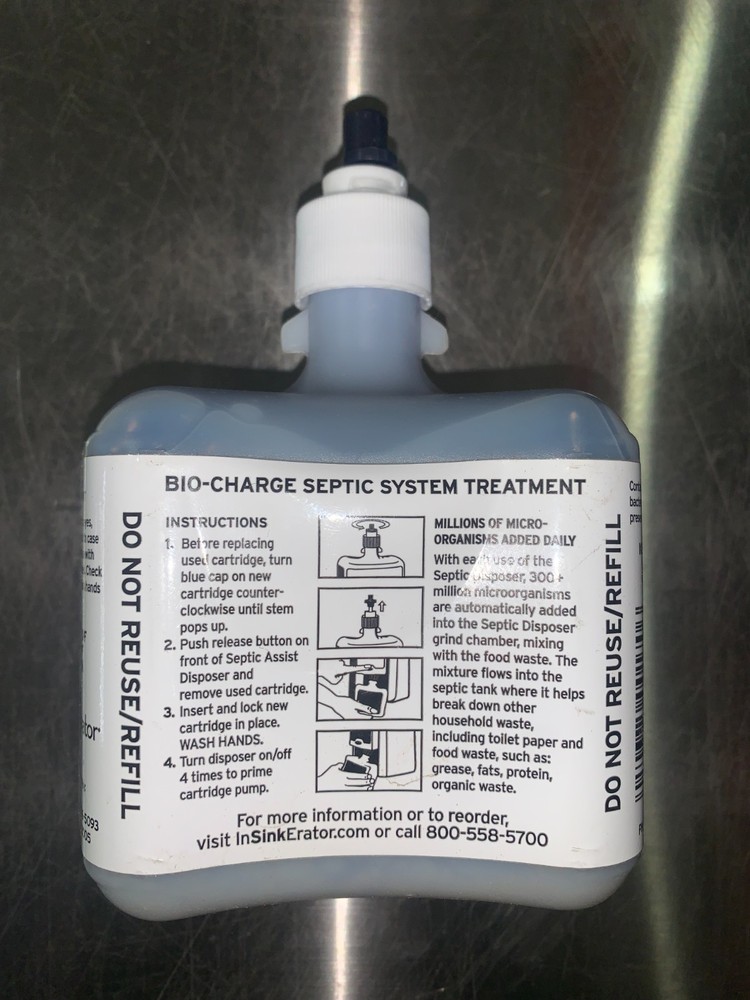 BIO-CHARGE SEPTIC SYSTEM TREATMENT
DO NOT REUSE/REFILL
INSTRUCTIONS
1. Before replacing
used cartridge, turn
blue cap on new
cartridge counter-
clockwise until stem
pops up.
2. Push release button on
front of Septic Assist
Disposer and
remove used cartridge.
3. Insert and lock new
cartridge in place.
WASH HANDS.
4. Turn disposer on/off
4 times to prime
cartridge pump.
MILLIONS OF MICRO-
ORGANISMS ADDED DAILY
With each use of the
Septic Disposer, 300+
million microorganisms
are automatically added
into the Septic Disposer
grind chamber, mixing
with the food waste. The
mixture flows into the
septic tank where it helps
break down other
household waste,
including toilet paper and
food waste, such as:
grease, fats, protein,
organic waste.
For more information or to reorder,
visit InSinkErator.com or call 800-558-5700
DO NOT REUSE/REFILL
case
with
Check
hands
5093
05